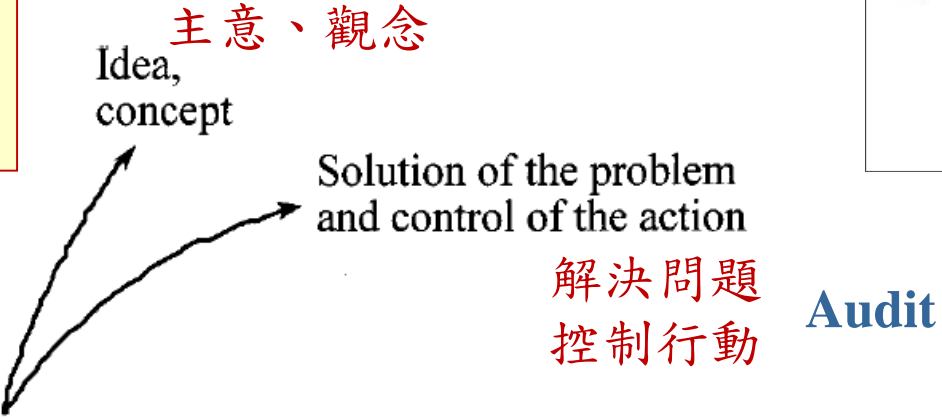 主意、觀念
Idea,
concept
Solution of the problem
and control of the action
解決問題
控制行動
Audit